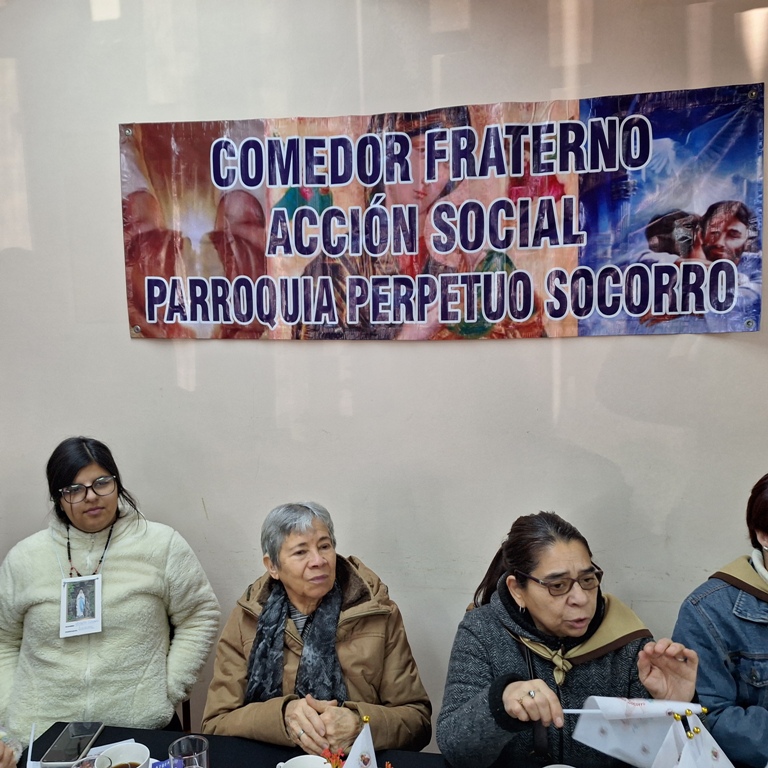 COMEDOR FRATERNO
ACCIÓN SOCIAL
PARROQUIA PERPETUO SOCORRO